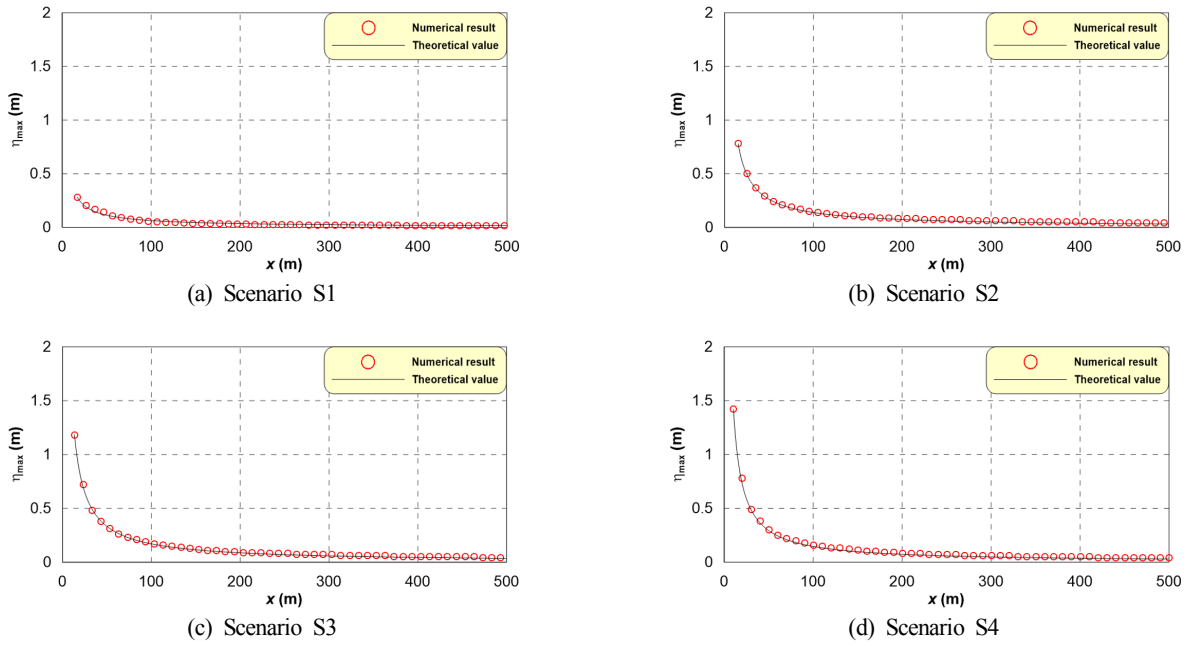 2
1.5
1
0.5
0
ηmax (m)
Numerical result
Theoretical value
0 100 200 300 400 500
x (m)
(a) Scenario S1
2
1.5
1
0.5
0
ηmax (m)
Numerical result
Theoretical value
0 100 200 300 400 500
x (m)
(b) Scenario S2
2
1.5
1
0.5
0
ηmax (m)
Numerical result
Theoretical value
0 100 200 300 400 500
x (m)
(c) Scenario S3
2
1.5
1
0.5
0
ηmax (m)
Numerical result
Theoretical value
0 100 200 300 400 500
x (m)
(d) Scenario S4